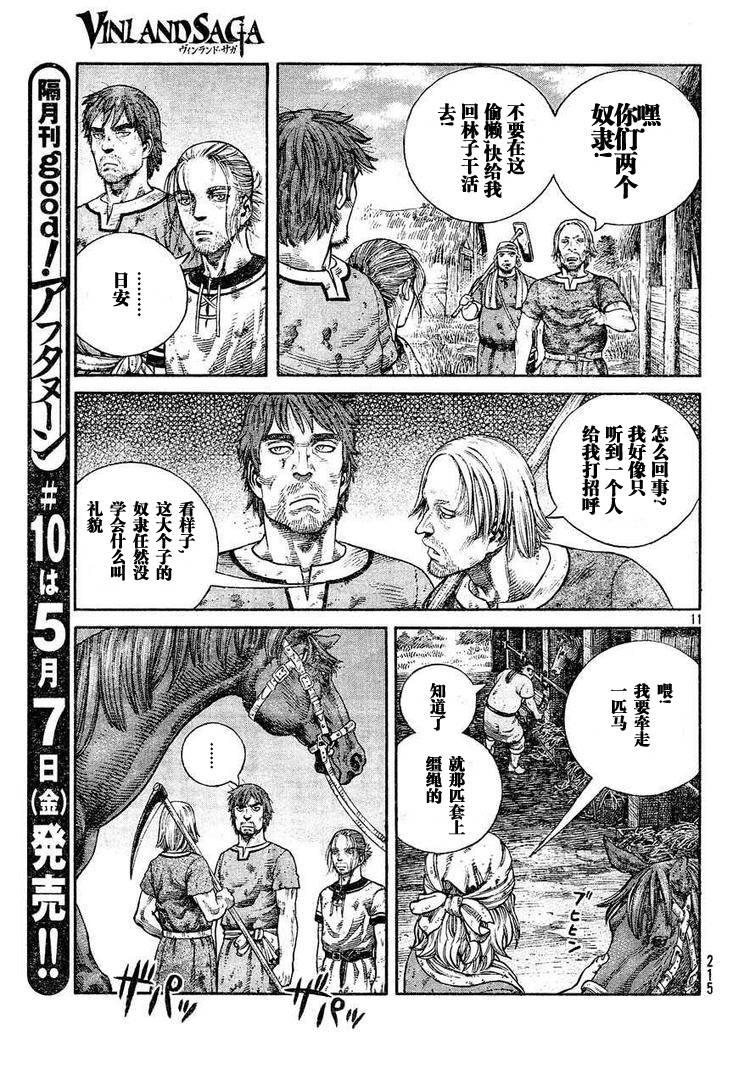 VINLAND SAGA
ヴィンランド・サガ
隔月刊good！アフタヌーン#10は5月7日(金)発売!!
嘿,
你们两个
奴隶!
不要在这
偷懒,快给我
回林子干活
去!
……
日安
怎么回事?
我好像只
听到一个人
给我打招呼
看样子,
这大个子的
奴隶任然没
学会什么叫
礼貌
11
喂!
我要牵走
一匹马
知道了
就那匹套上
缰绳的
ブヒヒン
……
ザパッ
ザパッ
215